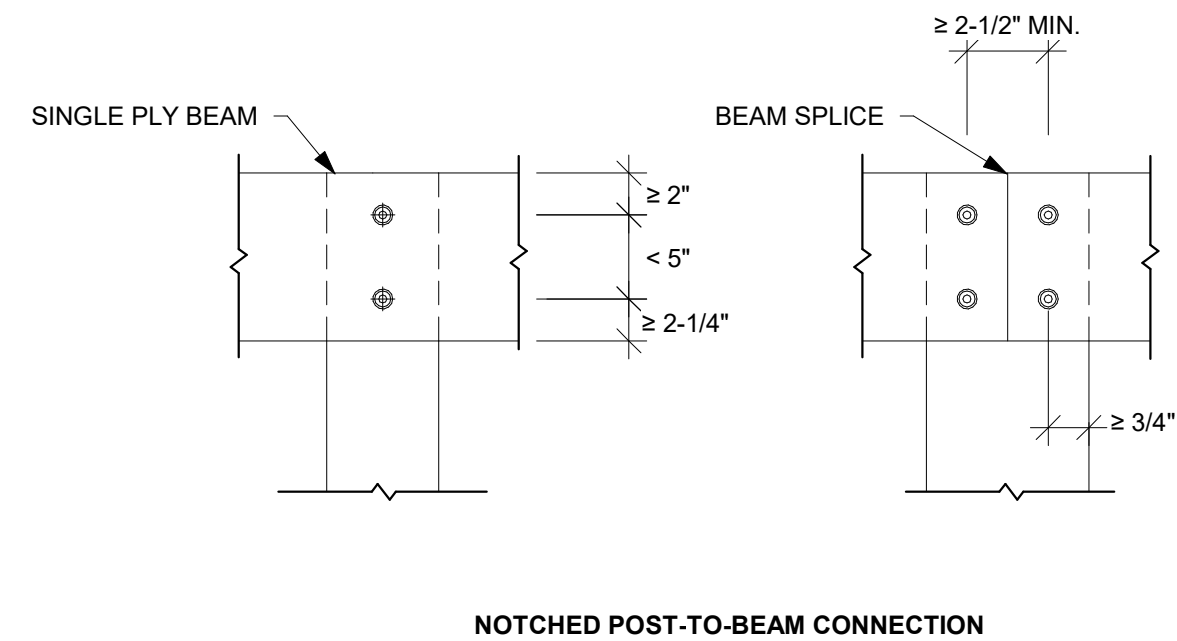 ≥ 2-1/2" MIN.
SINGLE PLY BEAM
BEAM SPLICE
≥ 2"
< 5"
≥ 2-1/4"
≥ 3/4"
NOTCHED POST-TO-BEAM CONNECTION